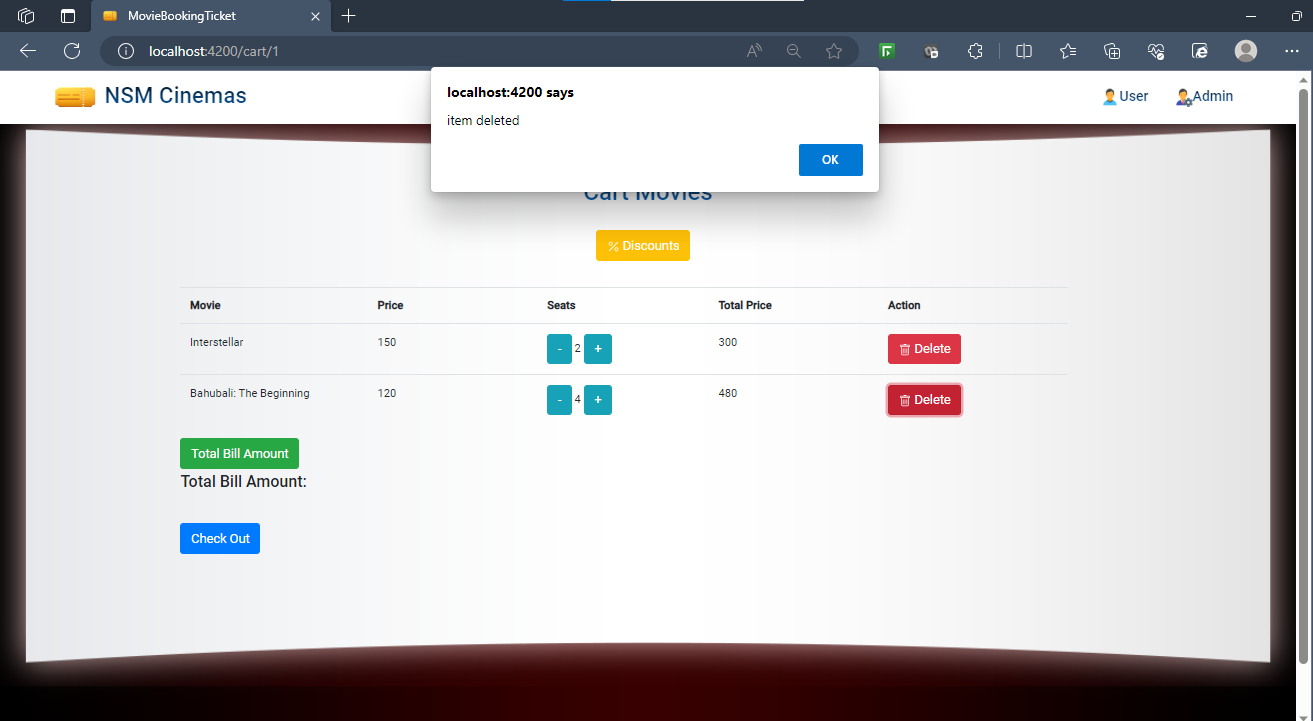 MovieBookingTicket
localhost:4200/cart/1
NSM Cinemas
User
Admin
localhost:4200 says
item deleted
OK
Cart Movies
Discounts
Movie Price Seats Total Price Action
Interstellar 150 - 2 + 300 Delete
Bahubali: The Beginning 120 - 4 + 480 Delete
Total Bill Amount
Total Bill Amount:
Check Out